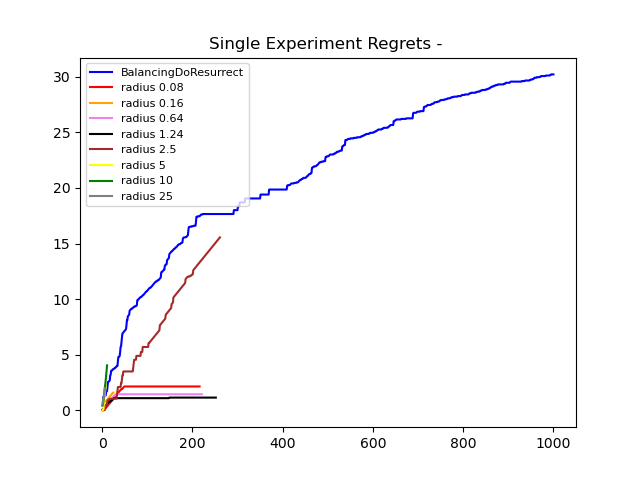 Single Experiment Regrets -
BalancingDoResurrect
radius 0.08
radius 0.16
radius 0.64
radius 1.24
radius 2.5
radius 5
radius 10
radius 25
30
25
20
15
10
5
0
0 200 400 600 800 1000